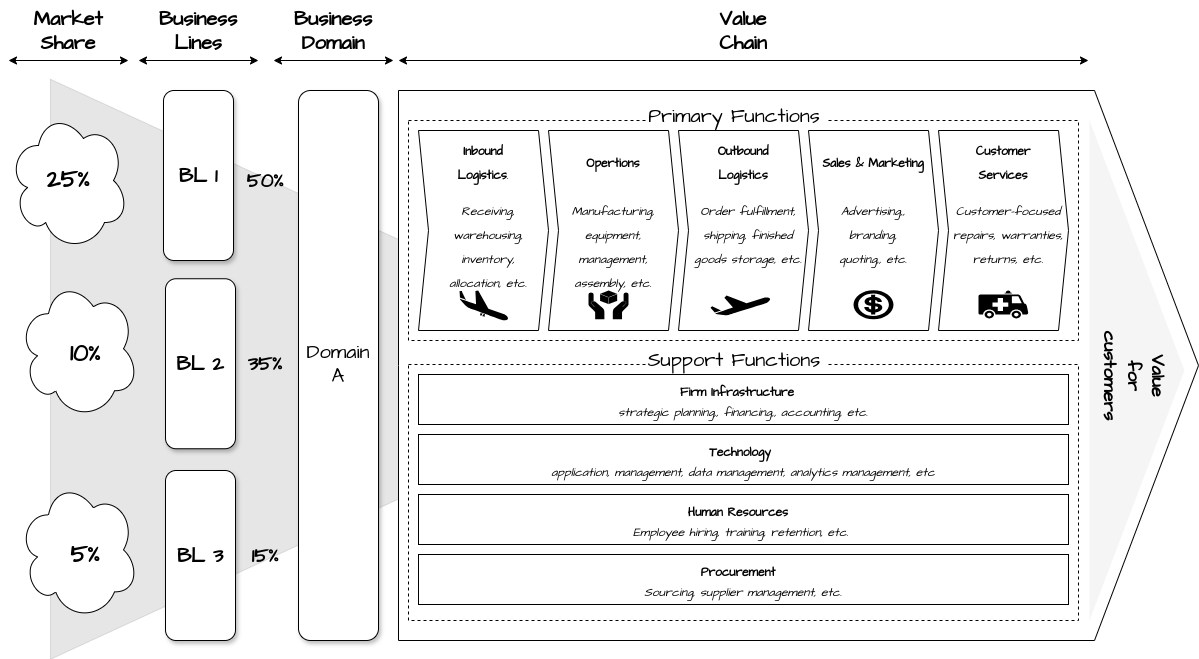 Market
Share
Business
Lines
Business
Domain
Value
Chain
25%
10%
5%
BL 1
BL 2
BL 3
50%
35%
15%
Domain
A
Primary Functions
Inbound
Logistics.
Receiving,
warehousing,
inventory,
allocation, etc.
Opertions
Manufacturing,
equipment,
management,
assembly, etc.
Outbound
Logistics
Order fulfillment,
shipping, finished
goods storage, etc.
Sales & Marketing
Advertising,,
branding,
quoting,, etc.
Customer
Services
Customer-focused
repairs, warranties,
returns, etc.
Support Functions
Firm Infrastructure
strategic planning,, financing,, accounting, etc.
Technology
application, management, data management, analytics management, etc
Human Resources
Employee hiring, training, retention, etc.
Procurement
Sourcing, supplier management, etc.
Value
for
customers